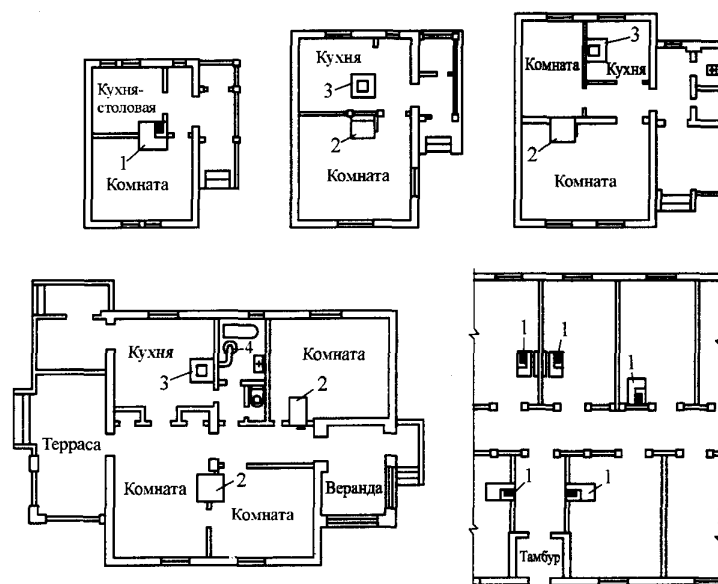 Кухня-
столовая
1
Комната
Кухня
3
2
Комната
3
Комната
Кухня
2
Комната
Кухня
3
4
Комната
2
Терраса
Комната
2
Комната
Веранда
1
1
1
1
1
Тамбур